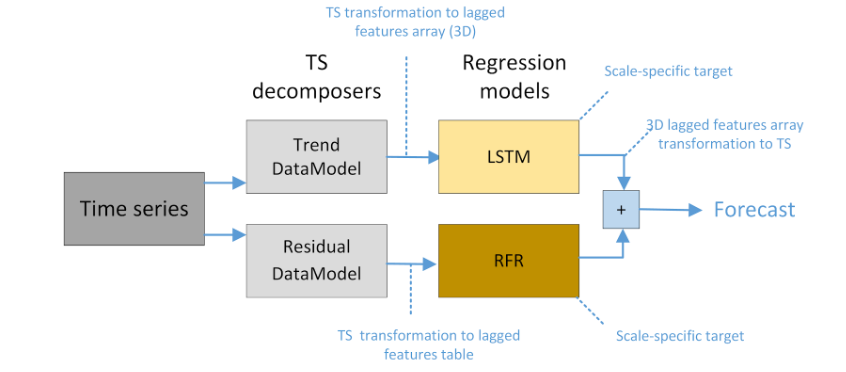 TS transformation to lagged
features array (3D)
TS
decomposers
Regression
models
Scale-specific target
Trend
DataModel
LSTM
3D lagged features array
transformation to TS
Time series
+
Forecast
Residual
DataModel
RFR
TS transformation to lagged
features table
Scale-specific target